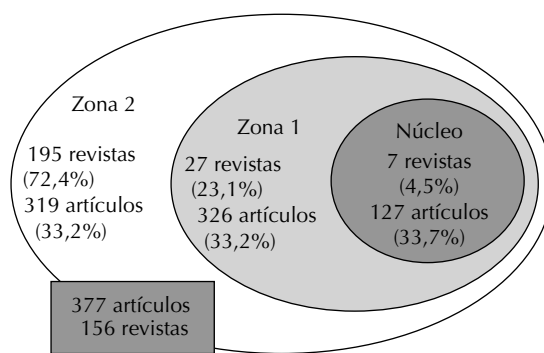 Zona 2
195 revistas
(72,4%)
319 artículos
(33,2%)
Zona 1
27 revistas
(23,1%)
326 artículos
(33,2%)
Núcleo
7 revistas
(4,5%)
127 artículos
(33,7%)
377 artículos
156 revistas